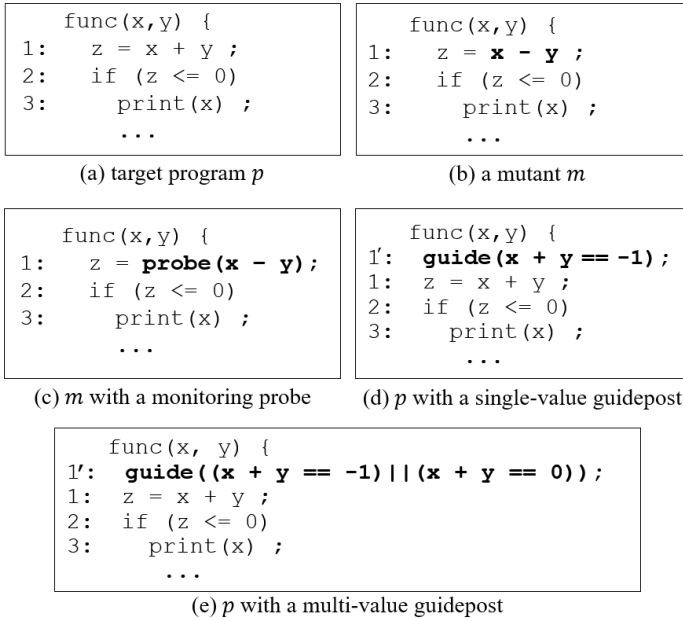 func(x,y) {
1: z = x + y ;
2: if (z <= 0)
3: print(x) ;
...
(a) target program p
func(x,y) {
1: z = x - y ;
2: if (z <= 0)
3: print(x) ;
...
(b) a mutant m
func(x,y) {
1: z = probe(x - y);
2: if (z <= 0)
3: print(x) ;
...
(c) m with a monitoring probe
func(x,y) {
1': guide(x + y == -1);
1: z = x + y ;
2: if (z <= 0)
3: print(x) ;
...
(d) p with a single-value guidepost
func(x, y) {
1': guide((x + y == -1)||(x + y == 0));
1: z = x + y ;
2: if (z <= 0)
3: print(x) ;
...
(e) p with a multi-value guidepost